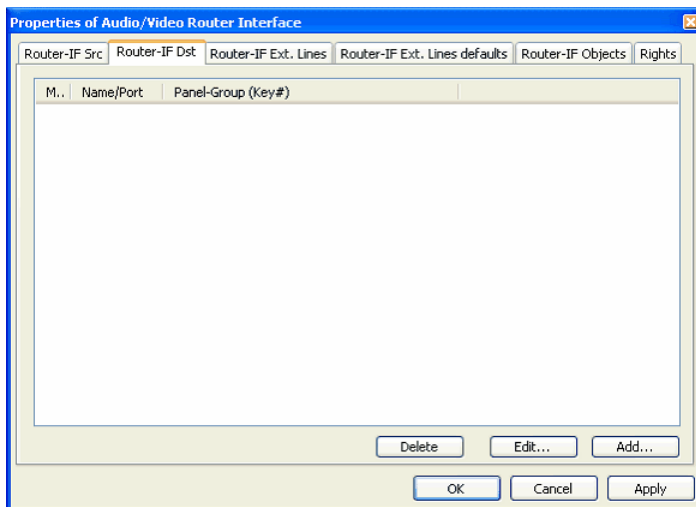 Properties of Audio/Video Router Interface
Router-IF Src Router-IF Dst Router-IF Ext. Lines Router-IF Ext. Lines defaults Router-IF Objects Rights
M.. Name/Port Panel-Group (Key#)
Delete Edit... Add...
OK Cancel Apply